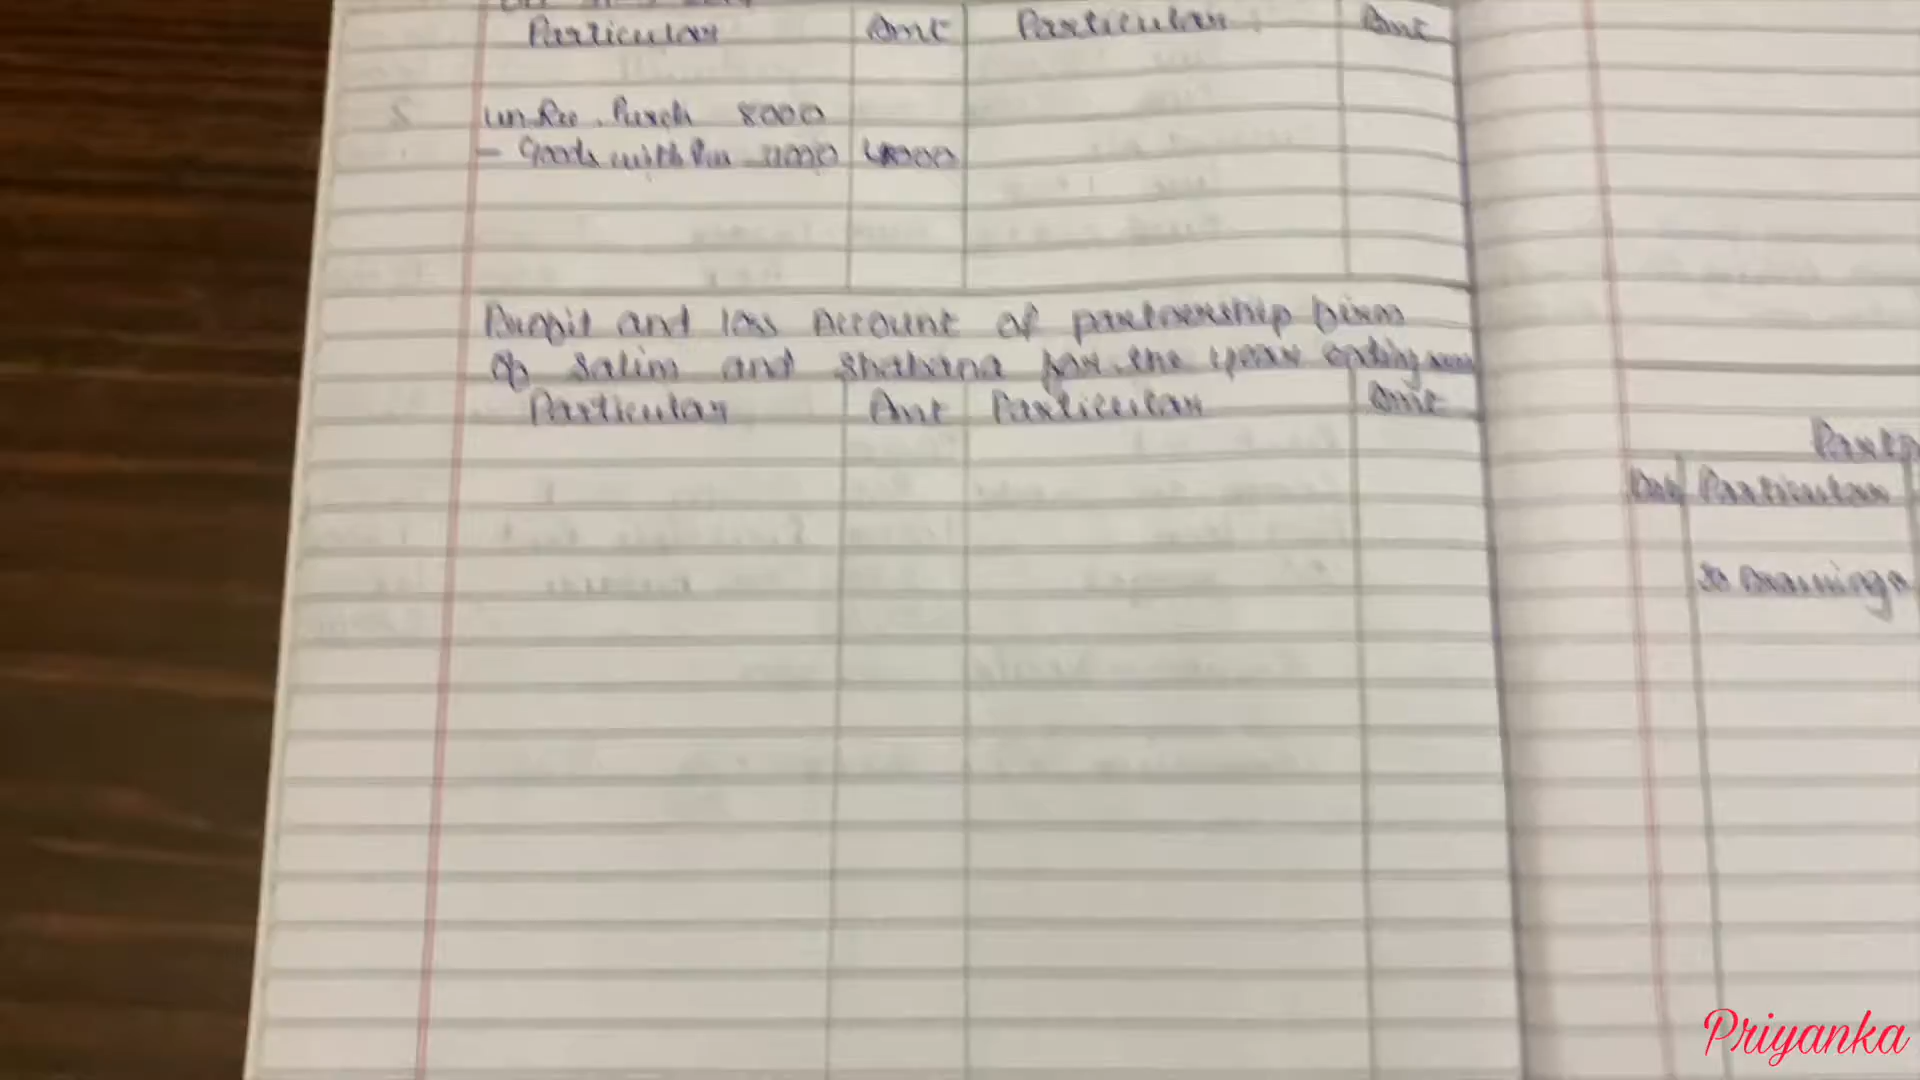 Particular Amt Particular Amt
8000
- Goods with
Profit and loss Account of partnership firm
of Salim and Shabana for the year ending
Particular Amt Particular Amt
Particular
to Drawings
Priyanka